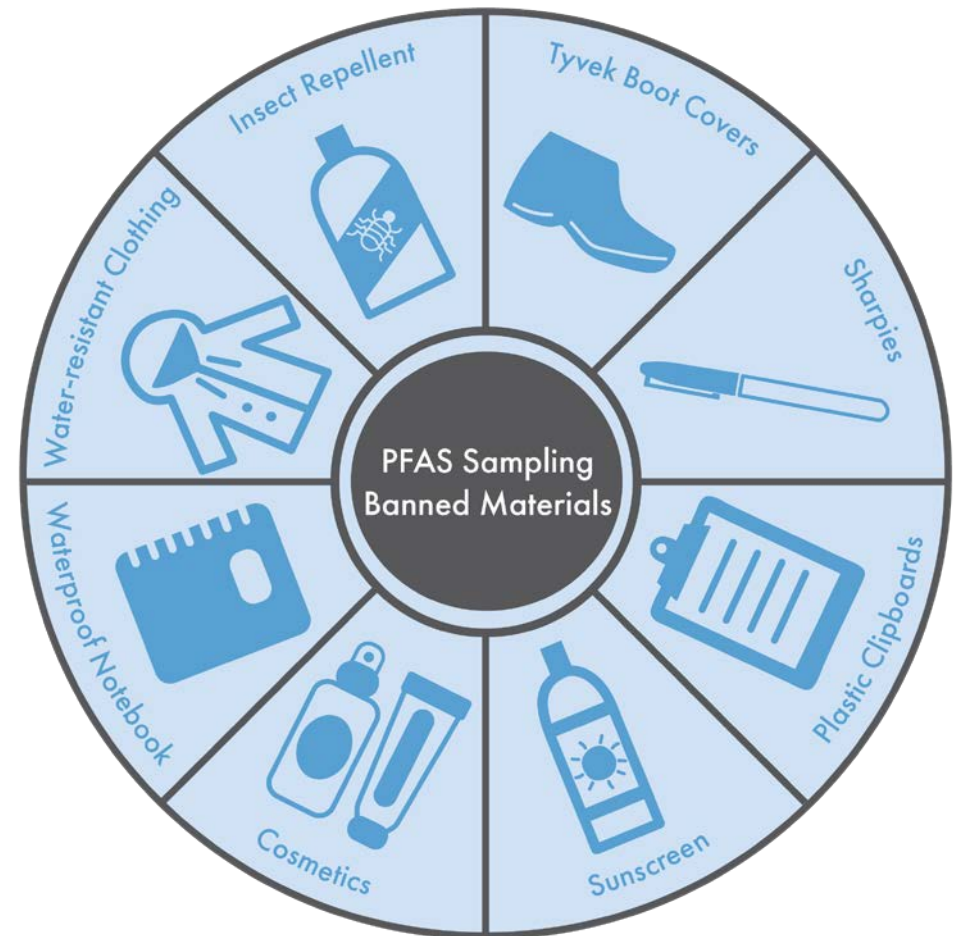 PFAS Sampling
Banned Materials
Tyvek Boot Covers
Sharpies
Plastic Clipboards
Sunscreen
Cosmetics
Waterproof Notebook
Water-resistant Clothing
Insect Repellent